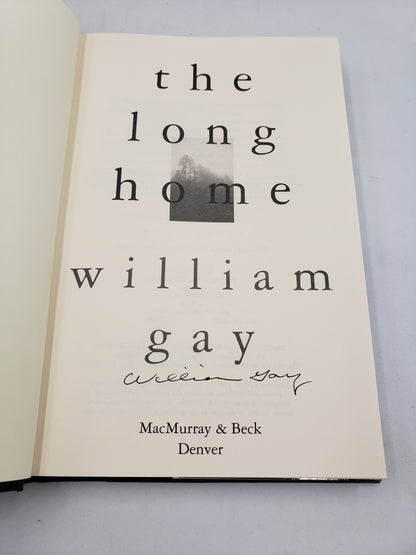 the
long
home
william
gay
William Gay
MacMurray & Beck
Denver